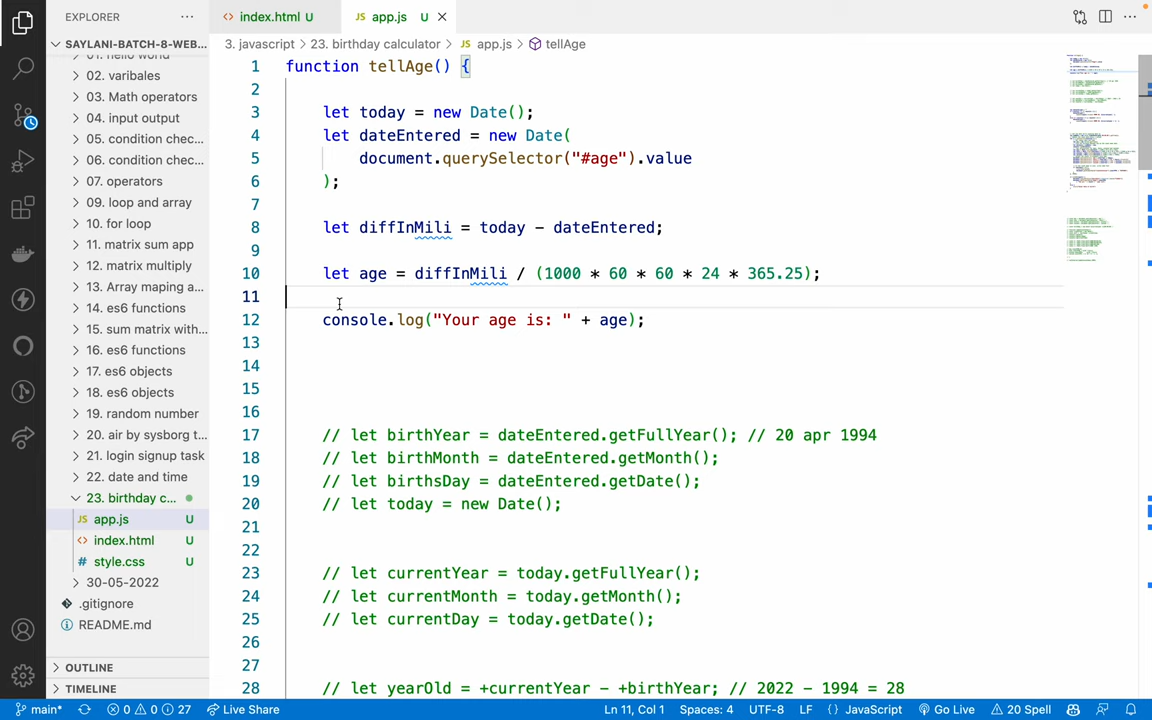 EXPLORER
index.html U
JS app.js U
SAYLANI-BATCH-8-WEB...
3. javascript > 23. birthday calculator > JS app.js > tellAge
01. hello world
02. varibales
03. Math operators
04. input output
05. condition chec...
06. condition chec...
07. operators
09. loop and array
10. for loop
11. matrix sum app
12. matrix multiply
13. Array maping a...
14. es6 functions
15. sum matrix with...
16. es6 functions
17. es6 objects
18. es6 objects
19. random number
20. air by sysborg t...
21. login signup task
22. date and time
23. birthday c...
JS app.js U
index.html U
# style.css U
30-05-2022
.gitignore
README.md
OUTLINE
TIMELINE
1 function tellAge() {
2
3 let today = new Date();
4 let dateEntered = new Date(
5 document.querySelector("#age").value
6 );
7
8 let diffInMili = today - dateEntered;
9
10 let age = diffInMili / (1000 * 60 * 60 * 24 * 365.25);
11
12 console.log("Your age is: " + age);
13
14
15
16
17 // let birthYear = dateEntered.getFullYear(); // 20 apr 1994
18 // let birthMonth = dateEntered.getMonth();
19 // let birthsDay = dateEntered.getDate();
20 // let today = new Date();
21
22
23 // let currentYear = today.getFullYear();
24 // let currentMonth = today.getMonth();
25 // let currentDay = today.getDate();
26
27
28 // let yearOld = +currentYear - +birthYear; // 2022 - 1994 = 28
main* 0 0 27 Live Share Ln 11, Col 1 Spaces: 4 UTF-8 LF {} JavaScript Go Live 20 Spell